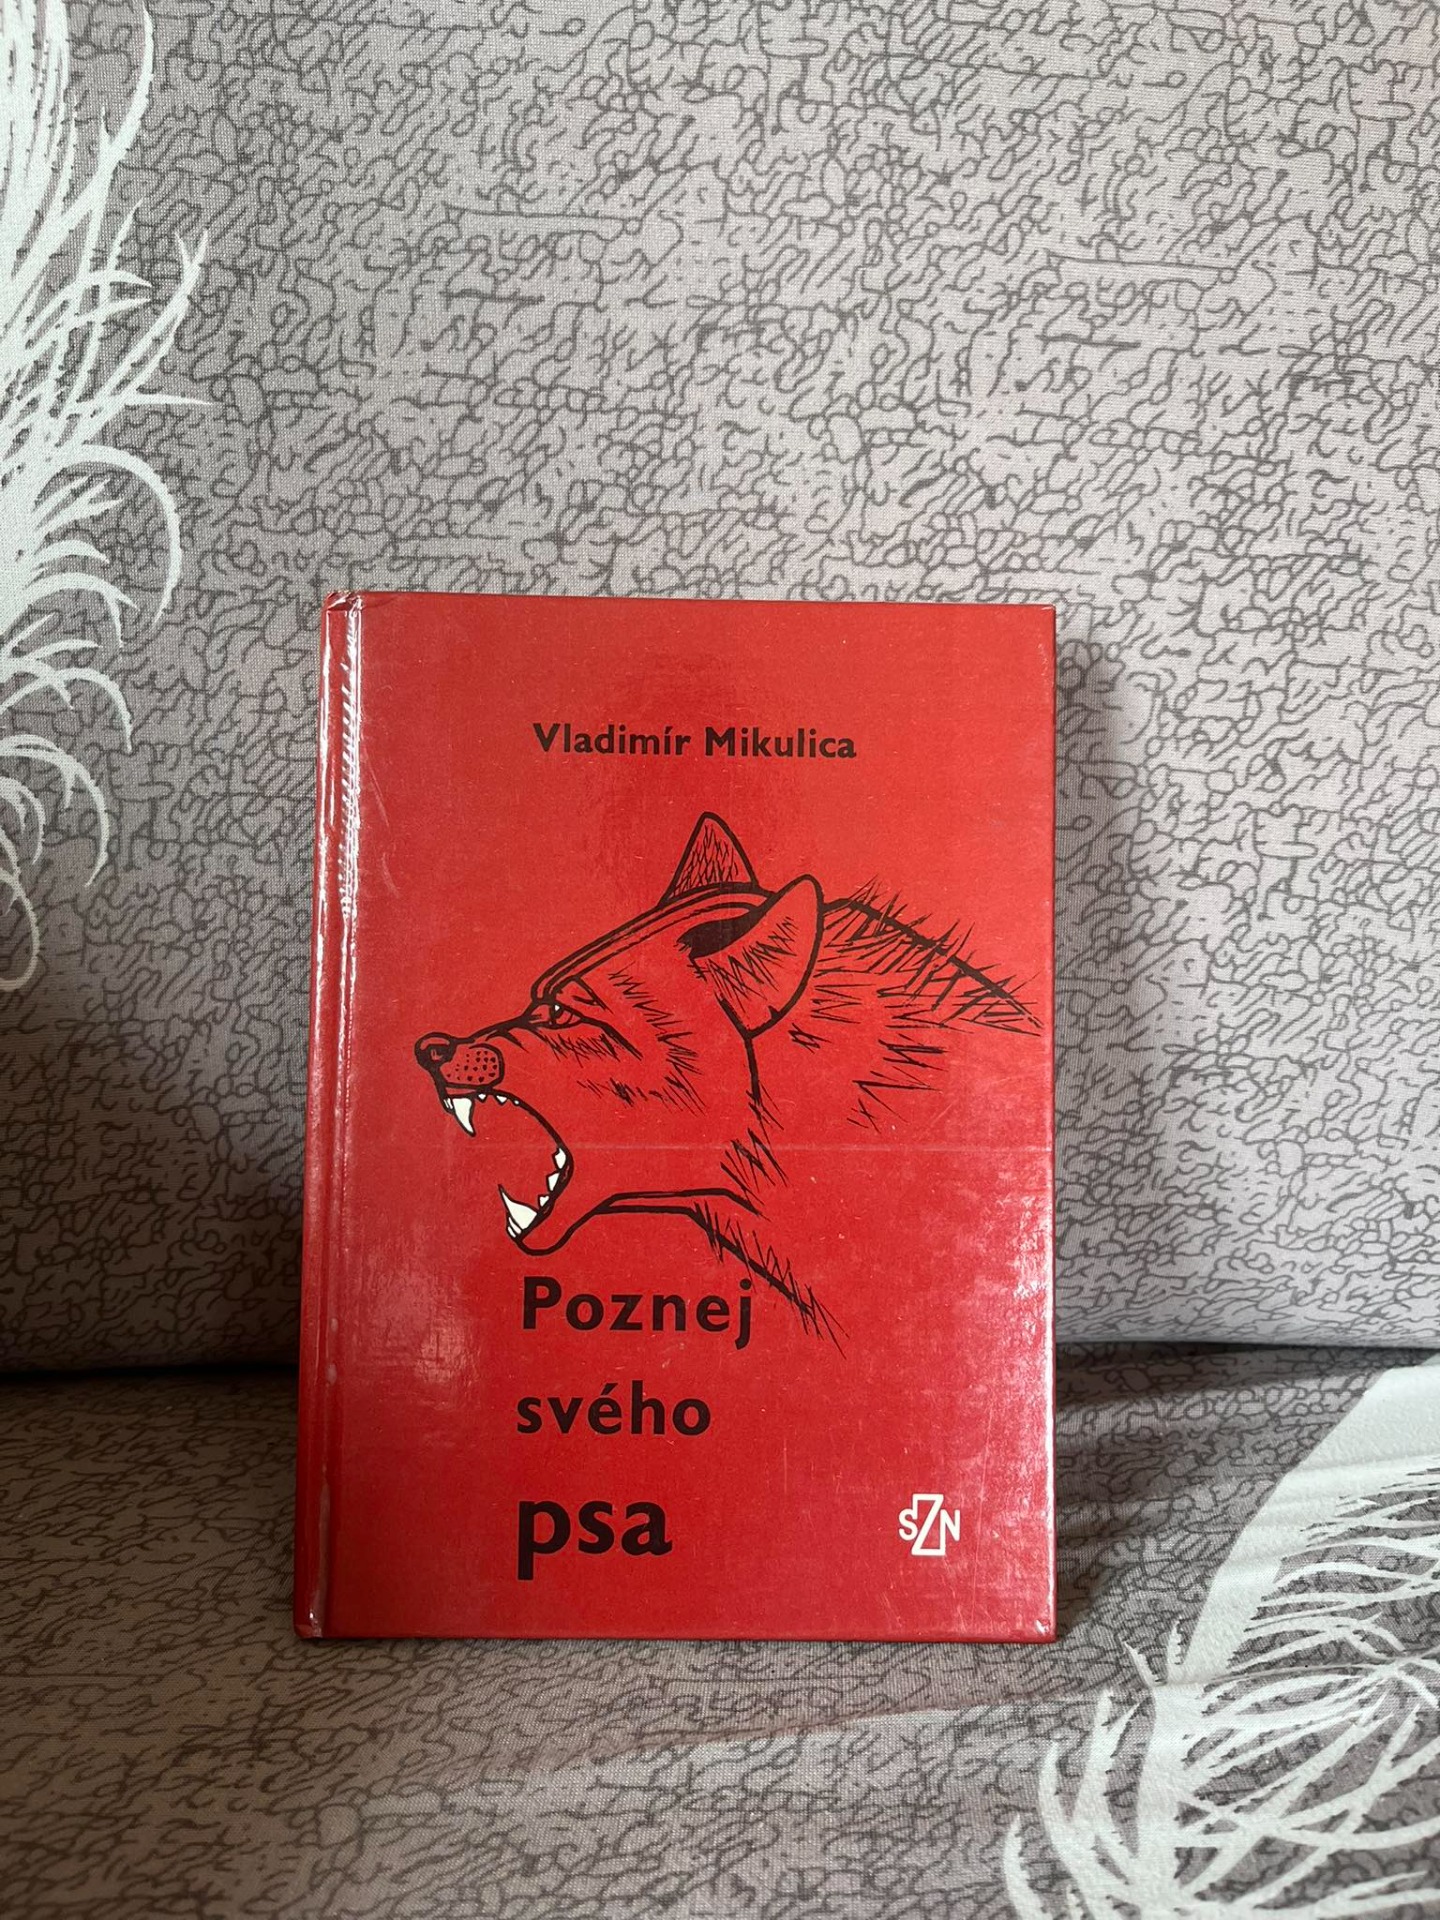 Vladimír Mikulica
Poznej
svého
psa
SZN